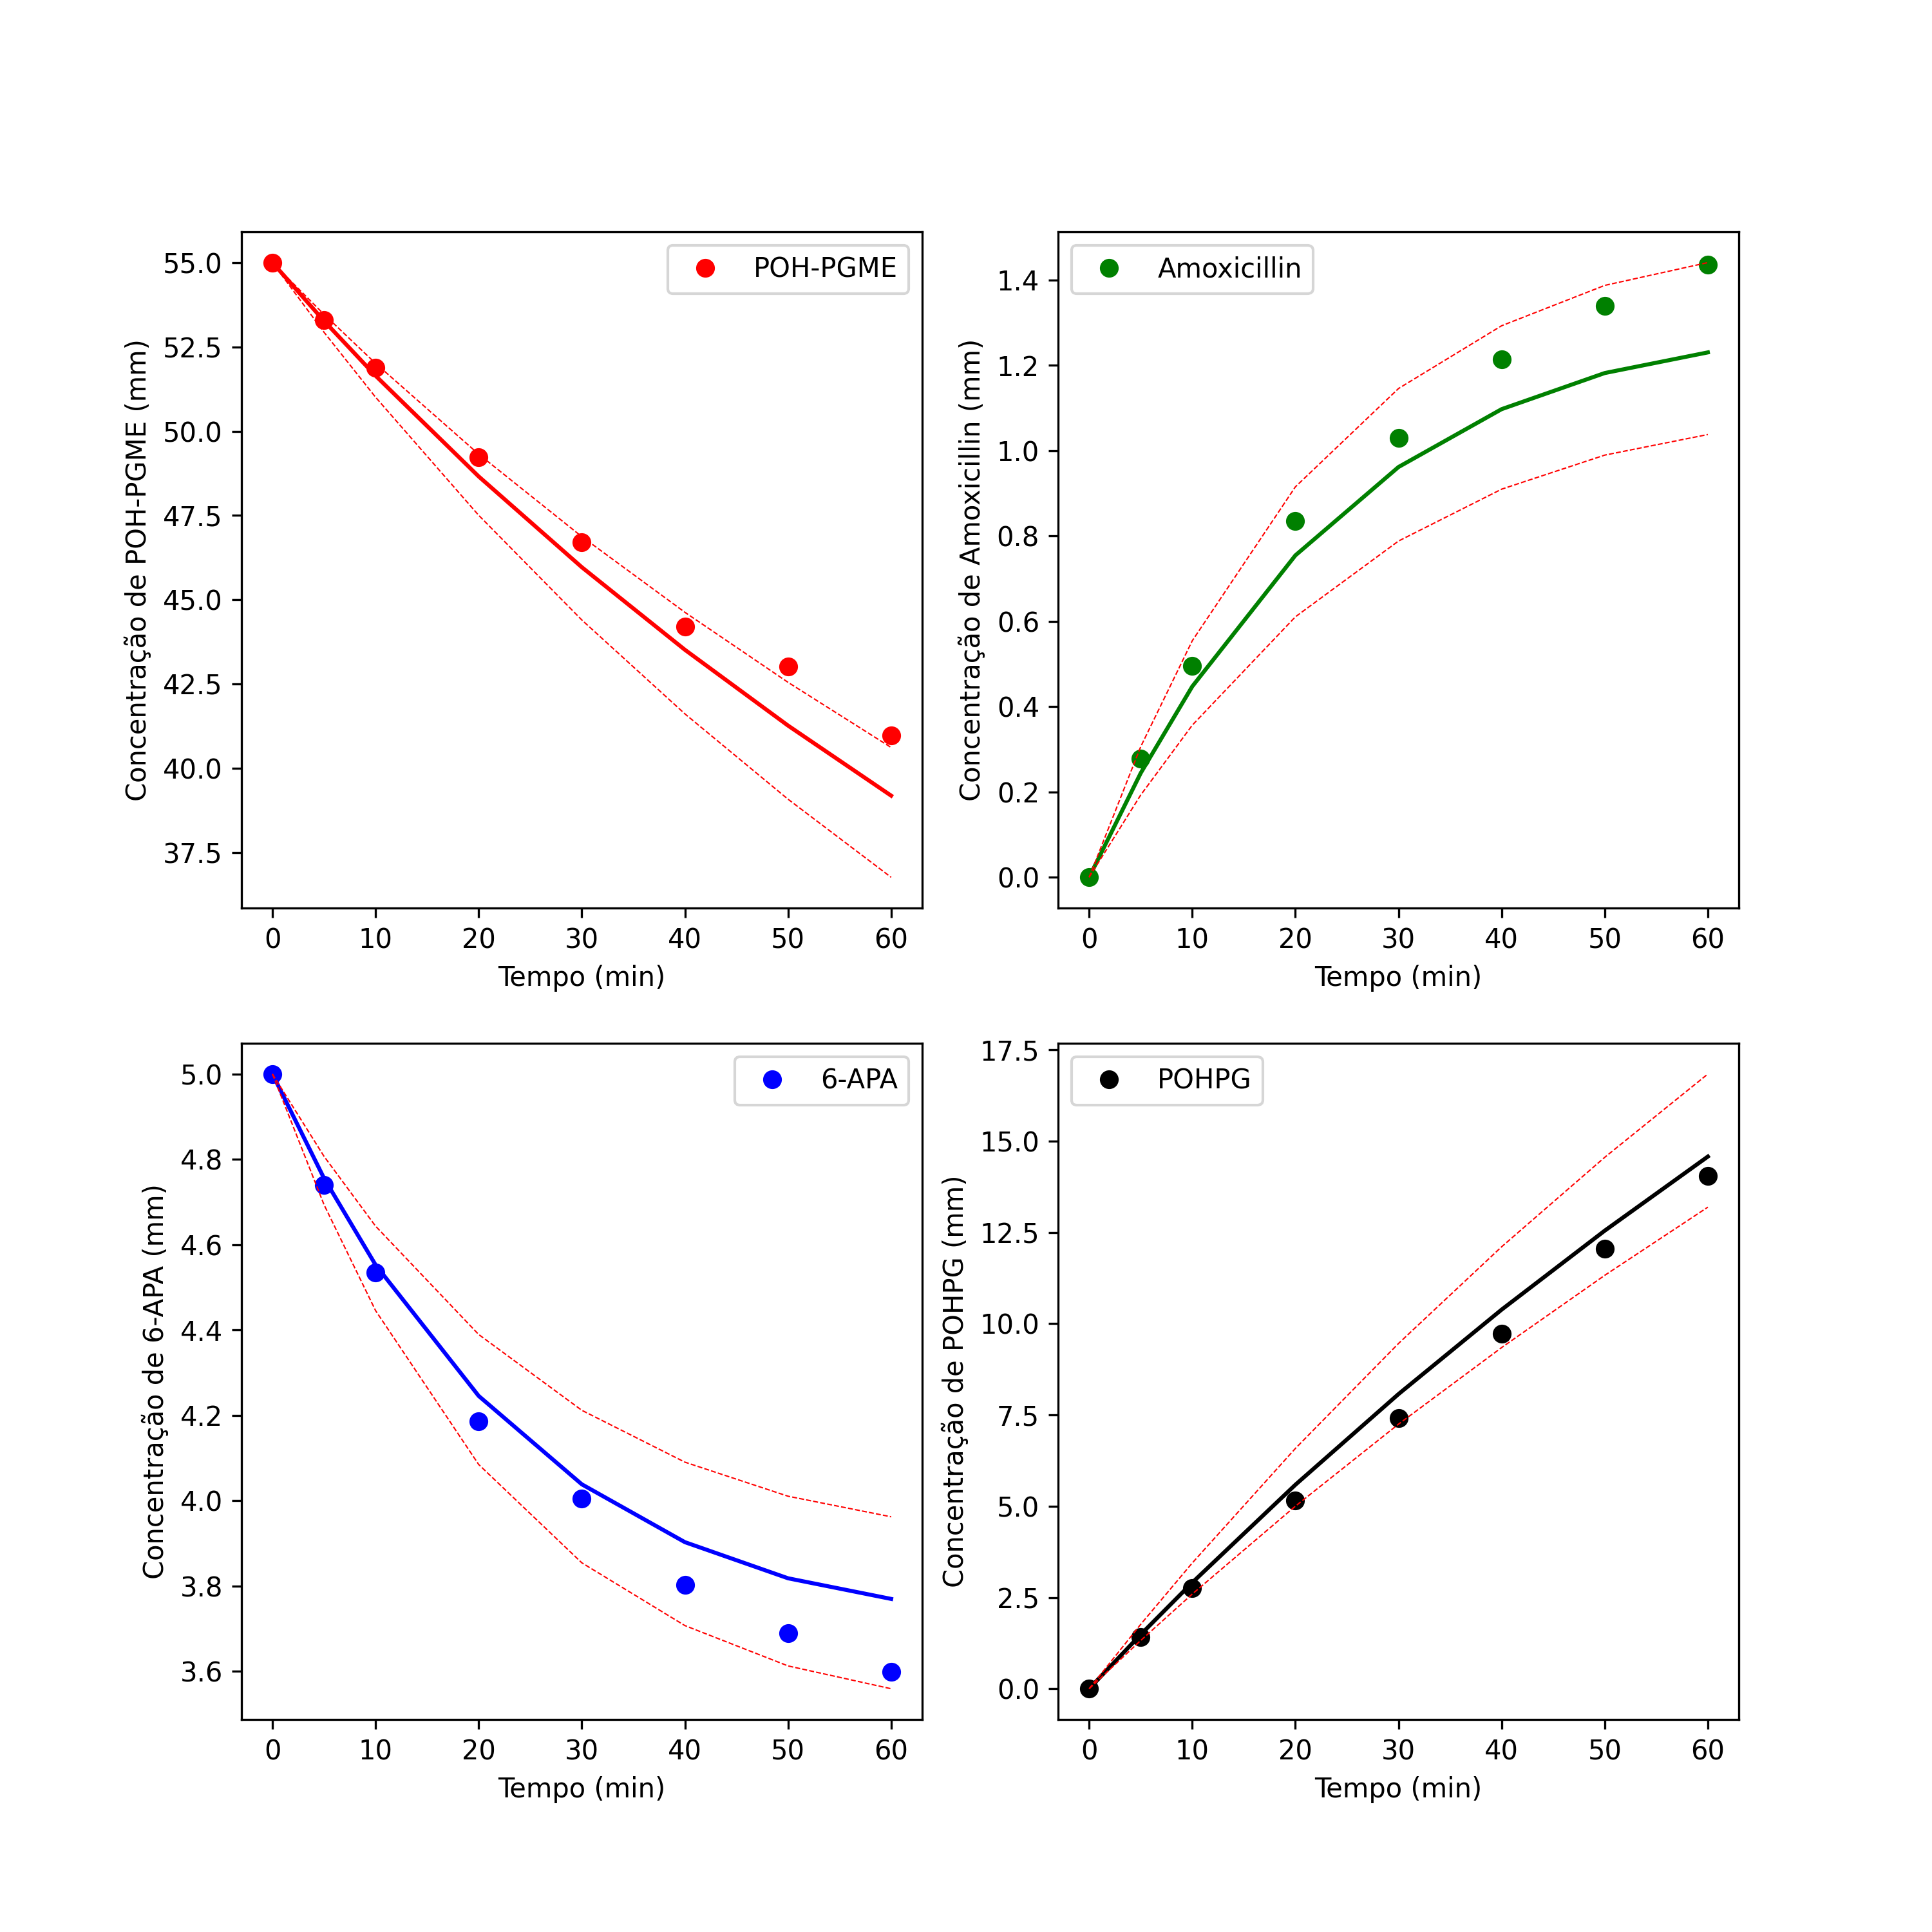 POH-PGME
Concentração de POH-PGME (mm)
55.0
52.5
50.0
47.5
45.0
42.5
40.0
37.5
0 10 20 30 40 50 60
Tempo (min)
Amoxicillin
Concentração de Amoxicillin (mm)
1.4
1.2
1.0
0.8
0.6
0.4
0.2
0.0
0 10 20 30 40 50 60
Tempo (min)
6-APA
Concentração de 6-APA (mm)
5.0
4.8
4.6
4.4
4.2
4.0
3.8
3.6
0 10 20 30 40 50 60
Tempo (min)
POHPG
Concentração de POHPG (mm)
17.5
15.0
12.5
10.0
7.5
5.0
2.5
0.0
0 10 20 30 40 50 60
Tempo (min)